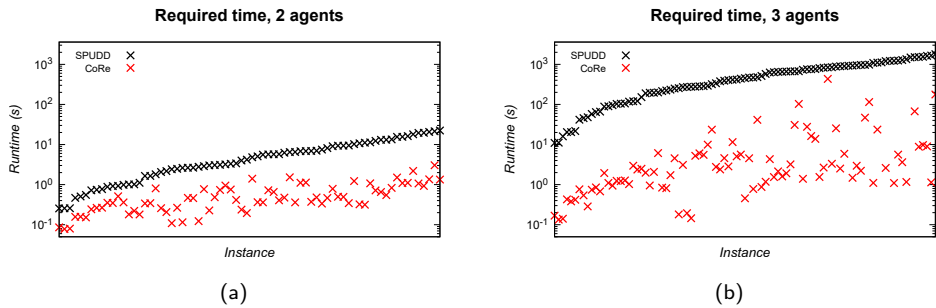 Required time, 2 agents
SPUDD
CoRe
10³
10²
10¹
10⁰
10⁻¹
Runtime (s)
Instance
(a)
Required time, 3 agents
SPUDD
CoRe
10³
10²
10¹
10⁰
10⁻¹
Runtime (s)
Instance
(b)